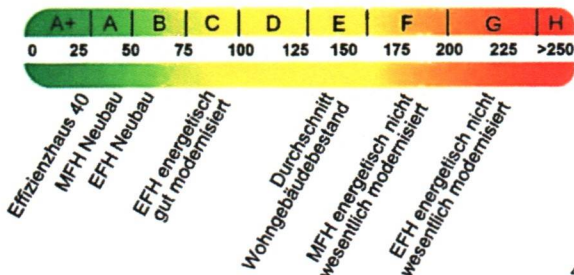 A+ A B C D E F G H
0 25 50 75 100 125 150 175 200 225 >250
Effizienzhaus 40
MFH Neubau
EFH Neubau
EFH energetisch
gut modernisiert
Durchschnitt
Wohngebäudebestand
MFH energetisch nicht
wesentlich modernisiert
EFH energetisch nicht
wesentlich modernisiert